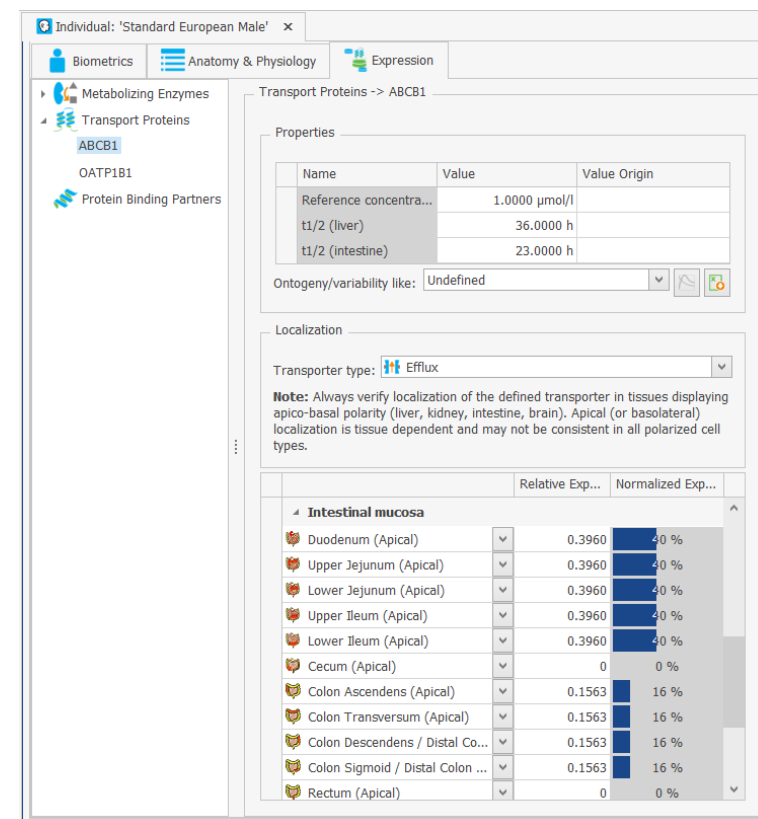 Individual: 'Standard European Male' ×
Biometrics Anatomy & Physiology Expression
Metabolizing Enzymes
Transport Proteins
ABCB1
OATP1B1
Protein Binding Partners
Transport Proteins -> ABCB1
Properties
Name Value Value Origin
Reference concentra... 1.0000 µmol/l
t1/2 (liver) 36.0000 h
t1/2 (intestine) 23.0000 h
Ontogeny/variability like: Undefined
Localization
Transporter type: Efflux
Note: Always verify localization of the defined transporter in tissues displaying
apico-basal polarity (liver, kidney, intestine, brain). Apical (or basolateral)
localization is tissue dependent and may not be consistent in all polarized cell
types.
Relative Exp... Normalized Exp...
Intestinal mucosa
Duodenum (Apical) 0.3960 40 %
Upper Jejunum (Apical) 0.3960 40 %
Lower Jejunum (Apical) 0.3960 40 %
Upper Ileum (Apical) 0.3960 40 %
Lower Ileum (Apical) 0.3960 40 %
Cecum (Apical) 0 0 %
Colon Ascendens (Apical) 0.1563 16 %
Colon Transversum (Apical) 0.1563 16 %
Colon Descendens / Distal Co... 0.1563 16 %
Colon Sigmoid / Distal Colon ... 0.1563 16 %
Rectum (Apical) 0 0 %